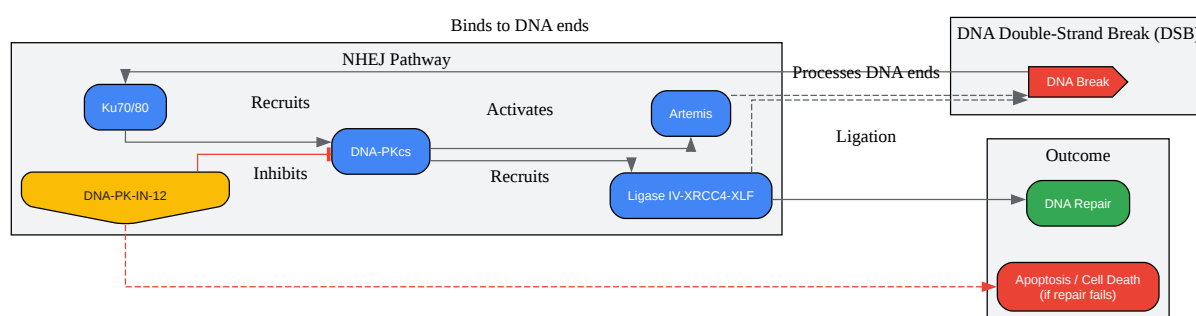 Binds to DNA ends
DNA Double-Strand Break (DSB)
NHEJ Pathway
Processes DNA ends
DNA Break
Ku70/80
Recruits
Activates
Artemis
Ligation
DNA-PKcs
Outcome
Inhibits
Recruits
DNA-PK-IN-12
Ligase IV-XRCC4-XLF
DNA Repair
Apoptosis / Cell Death
(if repair fails)